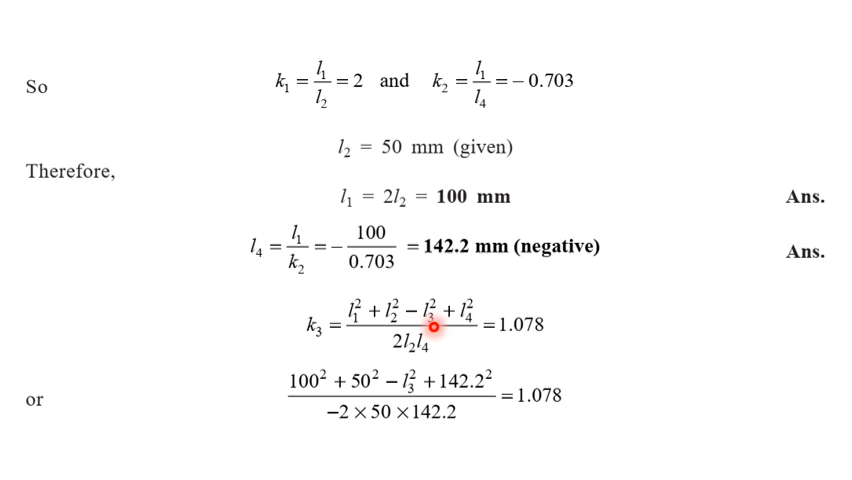 So k₁ = l₁/l₂ = 2 and k₂ = l₁/l₄ = − 0.703
l₂ = 50 mm (given)
Therefore,
l₁ = 2l₂ = 100 mm Ans.
l₄ = l₁/k₂ = − 100/0.703 = 142.2 mm (negative) Ans.
k₃ = (l₁² + l₂² − l₃² + l₄²)/(2l₂l₄) = 1.078
or (100² + 50² − l₃² + 142.2²)/(−2 × 50 × 142.2) = 1.078